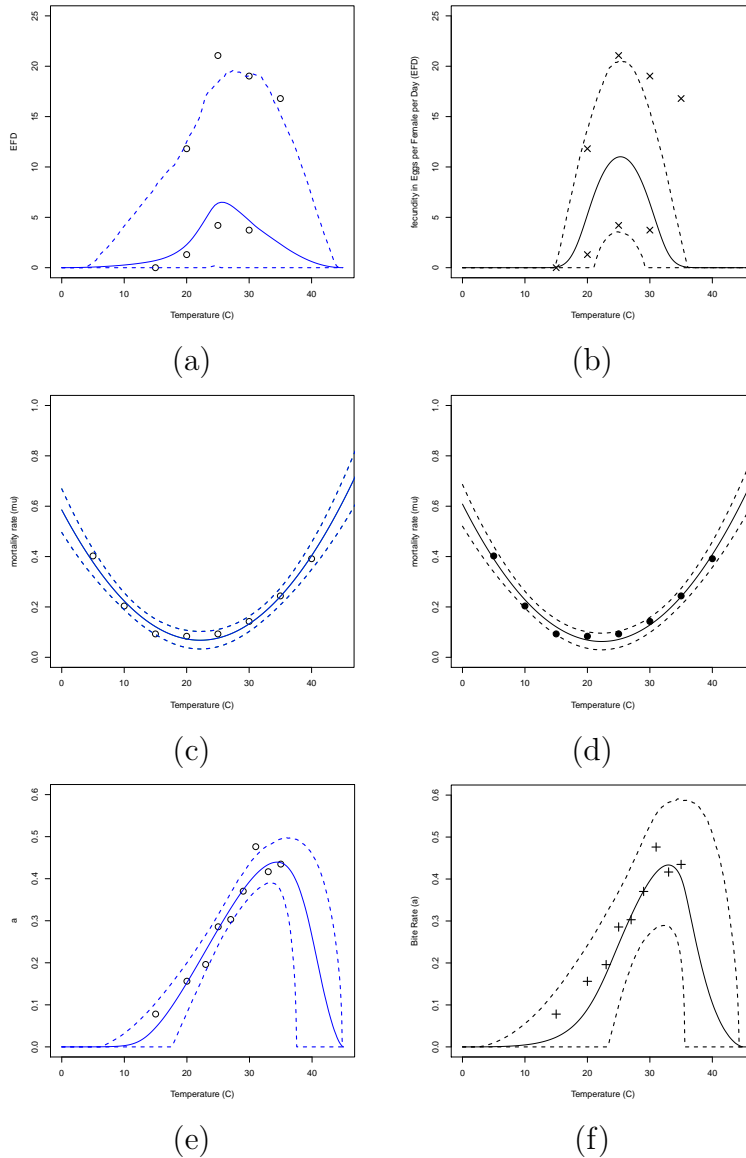 25
20
15
10
5
0
EFD
0 10 20 30 40
Temperature (C)
(a)
25
20
15
10
5
0
fecundity in Eggs per Female per Day (EFD)
0 10 20 30 40
Temperature (C)
(b)
1.0
0.8
0.6
0.4
0.2
0.0
mortality rate (mu)
0 10 20 30 40
Temperature (C)
(c)
1.0
0.8
0.6
0.4
0.2
0.0
mortality rate (mu)
0 10 20 30 40
Temperature (C)
(d)
0.6
0.5
0.4
0.3
0.2
0.1
0.0
a
0 10 20 30 40
Temperature (C)
(e)
0.6
0.5
0.4
0.3
0.2
0.1
0.0
Bite Rate (a)
0 10 20 30 40
Temperature (C)
(f)